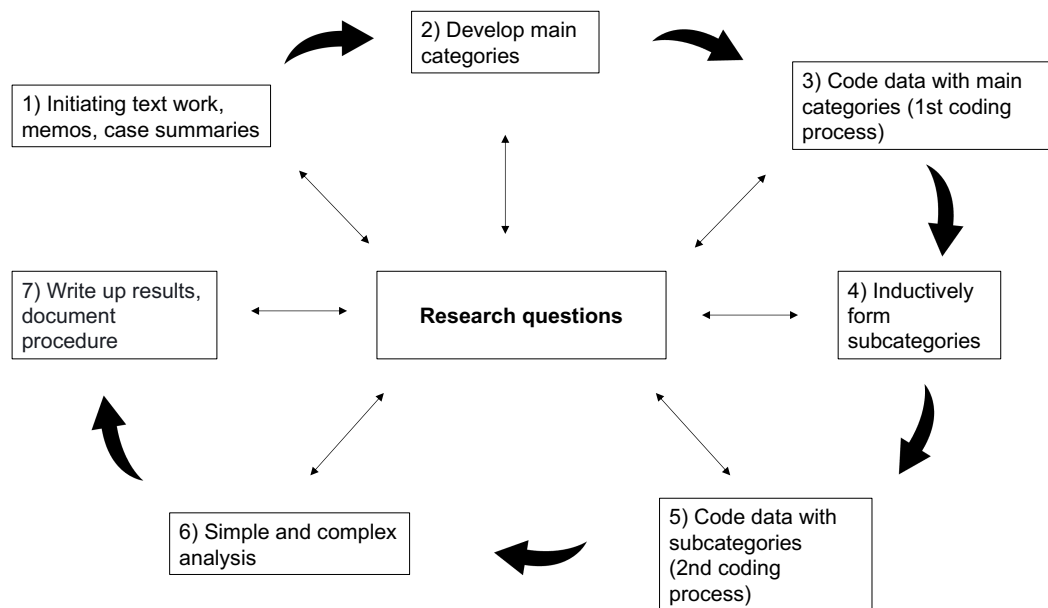 1) Initiating text work,
memos, case summaries
2) Develop main
categories
3) Code data with main
categories (1st coding
process)
4) Inductively
form
subcategories
5) Code data with
subcategories
(2nd coding
process)
6) Simple and complex
analysis
7) Write up results,
document
procedure
Research questions